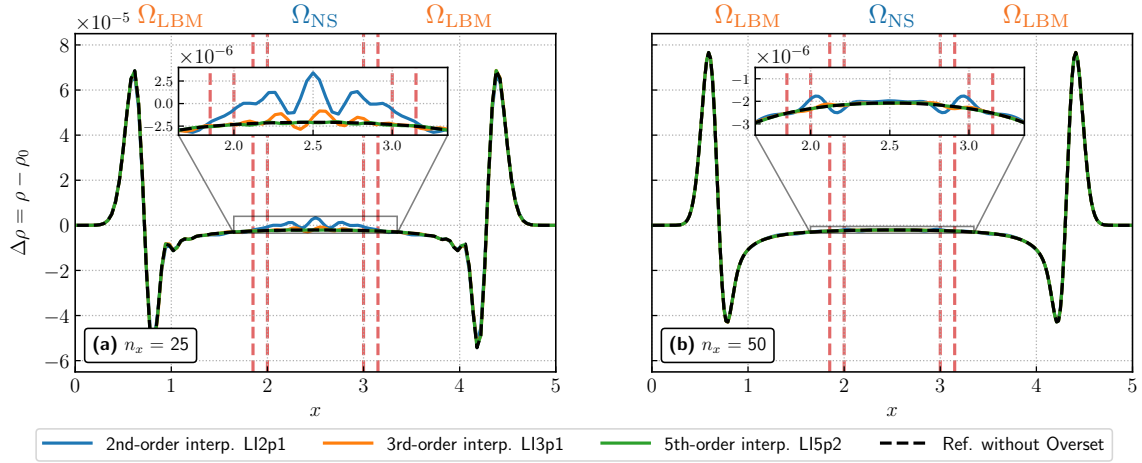 ×10⁻⁵
Ω_LBM Ω_NS Ω_LBM
Ω_LBM Ω_NS Ω_LBM
8
6
4
2
0
−2
−4
−6
Δρ = ρ − ρ₀
×10⁻⁶
2.5
0.0
−2.5
2.0 2.5 3.0
(a) nₓ = 25
0 1 2 3 4 5
x
×10⁻⁶
−1
−2
−3
2.0 2.5 3.0
(b) nₓ = 50
0 1 2 3 4 5
x
2nd-order interp. LI2p1 3rd-order interp. LI3p1 5th-order interp. LI5p2 Ref. without Overset